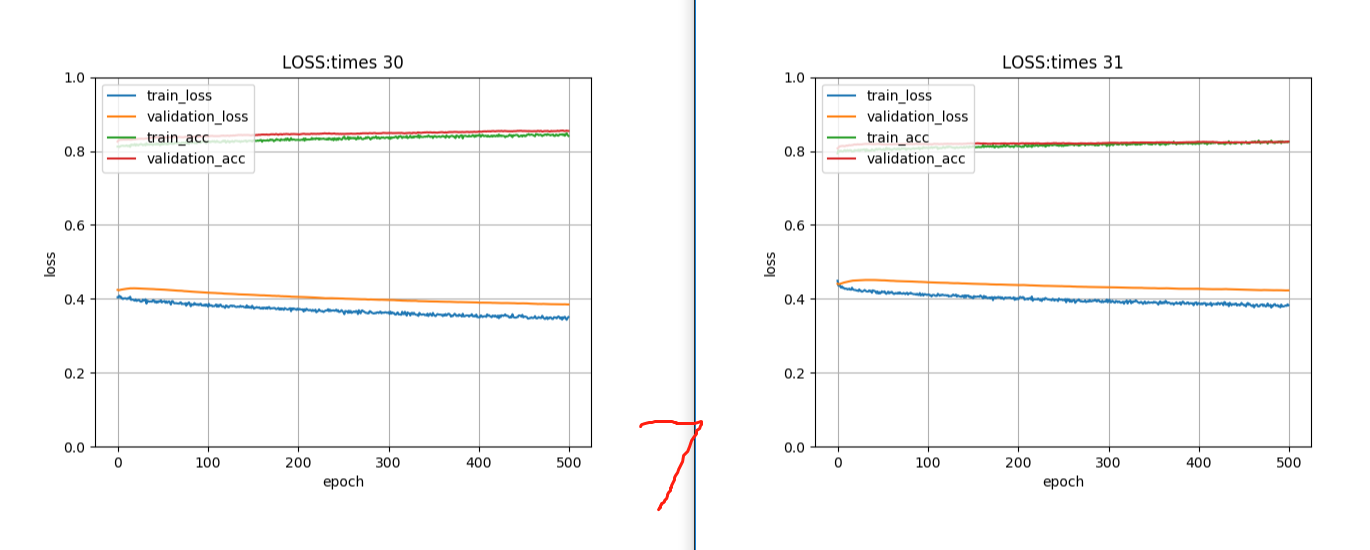 LOSS:times 30
1.0
train_loss
validation_loss
train_acc
validation_acc
0.8
0.6
loss
0.4
0.2
0.0
0 100 200 300 400 500
epoch
7
LOSS:times 31
1.0
train_loss
validation_loss
train_acc
validation_acc
0.8
0.6
loss
0.4
0.2
0.0
0 100 200 300 400 500
epoch